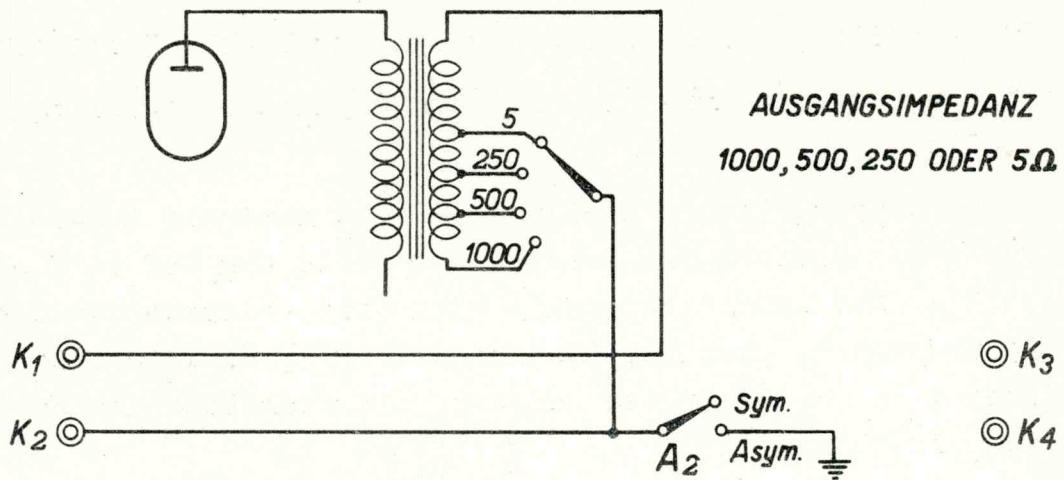 AUSGANGSIMPEDANZ
1000, 500, 250 ODER 5Ω
5
250
500
1000
K1
K2
K3
K4
A2
Sym.
Asym.